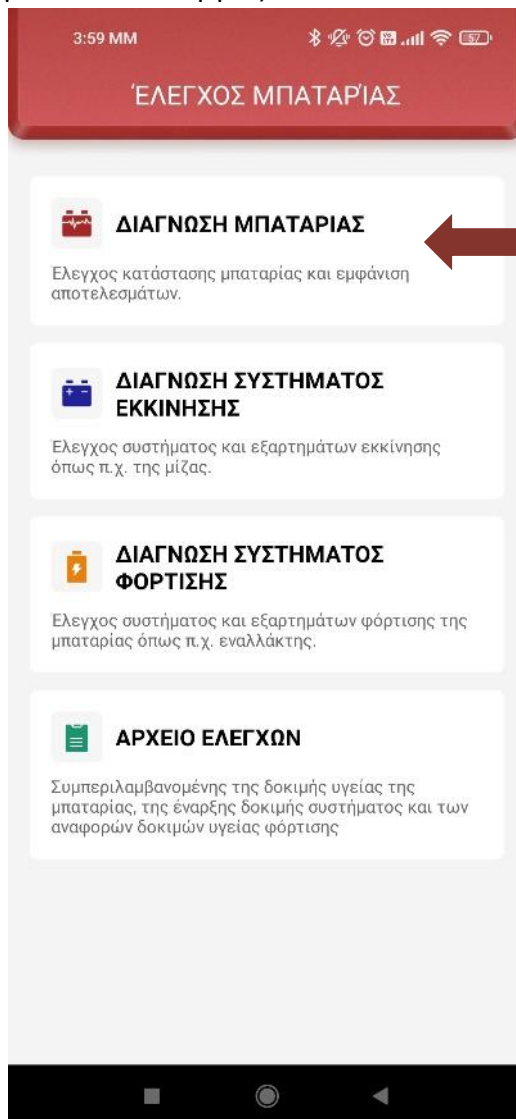 3:59 ΜΜ
57
ΈΛΕΓΧΟΣ ΜΠΑΤΑΡΊΑΣ
ΔΙΑΓΝΩΣΗ ΜΠΑΤΑΡΙΑΣ
Ελεγχος κατάστασης μπαταρίας και εμφάνιση
αποτελεσμάτων.
ΔΙΑΓΝΩΣΗ ΣΥΣΤΗΜΑΤΟΣ
ΕΚΚΙΝΗΣΗΣ
Ελεγχος συστήματος και εξαρτημάτων εκκίνησης
όπως π.χ. της μίζας.
ΔΙΑΓΝΩΣΗ ΣΥΣΤΗΜΑΤΟΣ
ΦΟΡΤΙΣΗΣ
Ελεγχος συστήματος και εξαρτημάτων φόρτισης της
μπαταρίας όπως π.χ. εναλλάκτης.
ΑΡΧΕΙΟ ΕΛΕΓΧΩΝ
Συμπεριλαμβανομένης της δοκιμής υγείας της
μπαταρίας, της έναρξης δοκιμής συστήματος και των
αναφορών δοκιμών υγείας φόρτισης